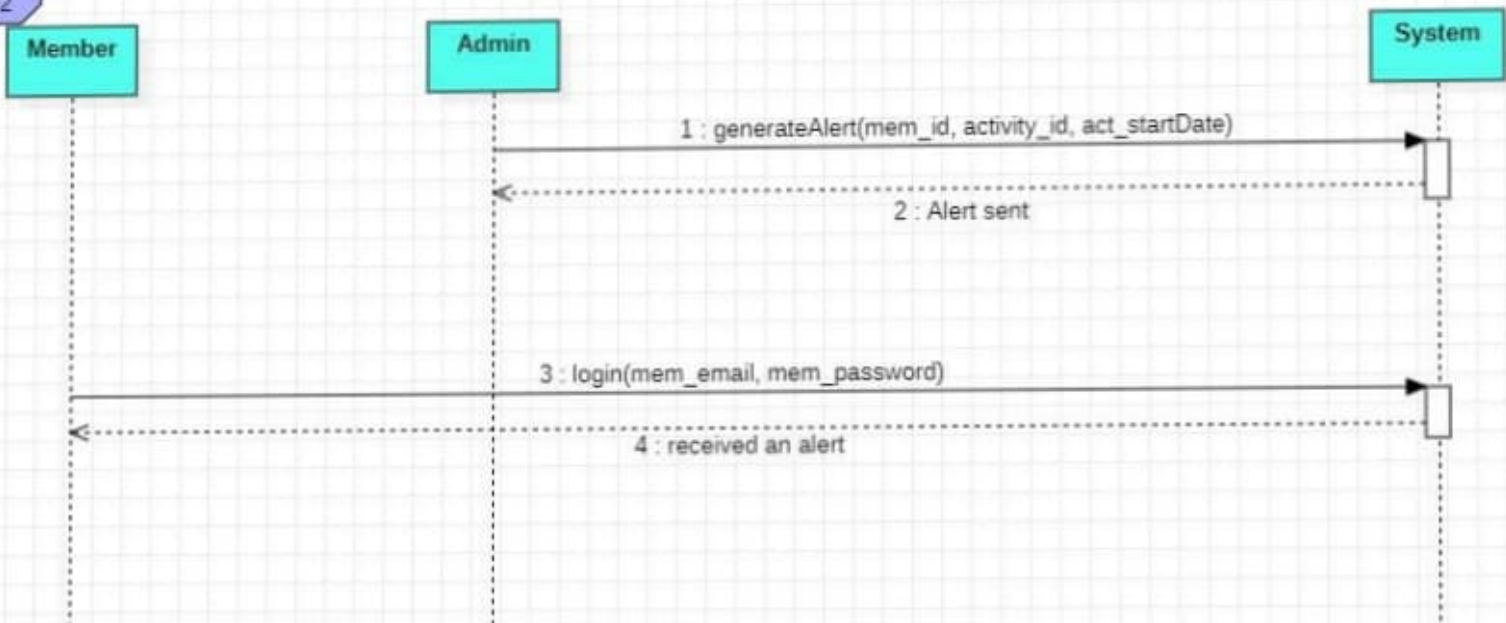 2
Member
Admin
System
1 : generateAlert(mem_id, activity_id, act_startDate)
2 : Alert sent
3 : login(mem_email, mem_password)
4 : received an alert